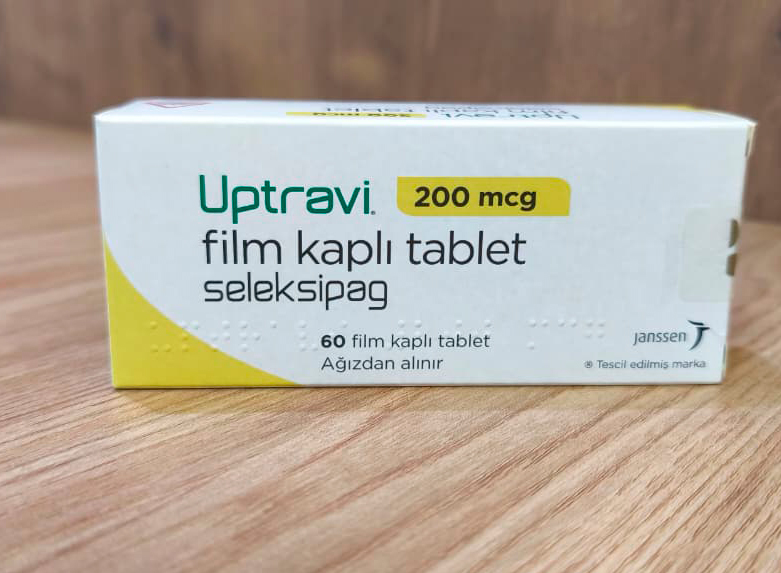 Uptravi® 200 mcg
film kaplı tablet
seleksipag
60 film kaplı tablet
Ağızdan alınır
janssen
® Tescil edilmiş marka